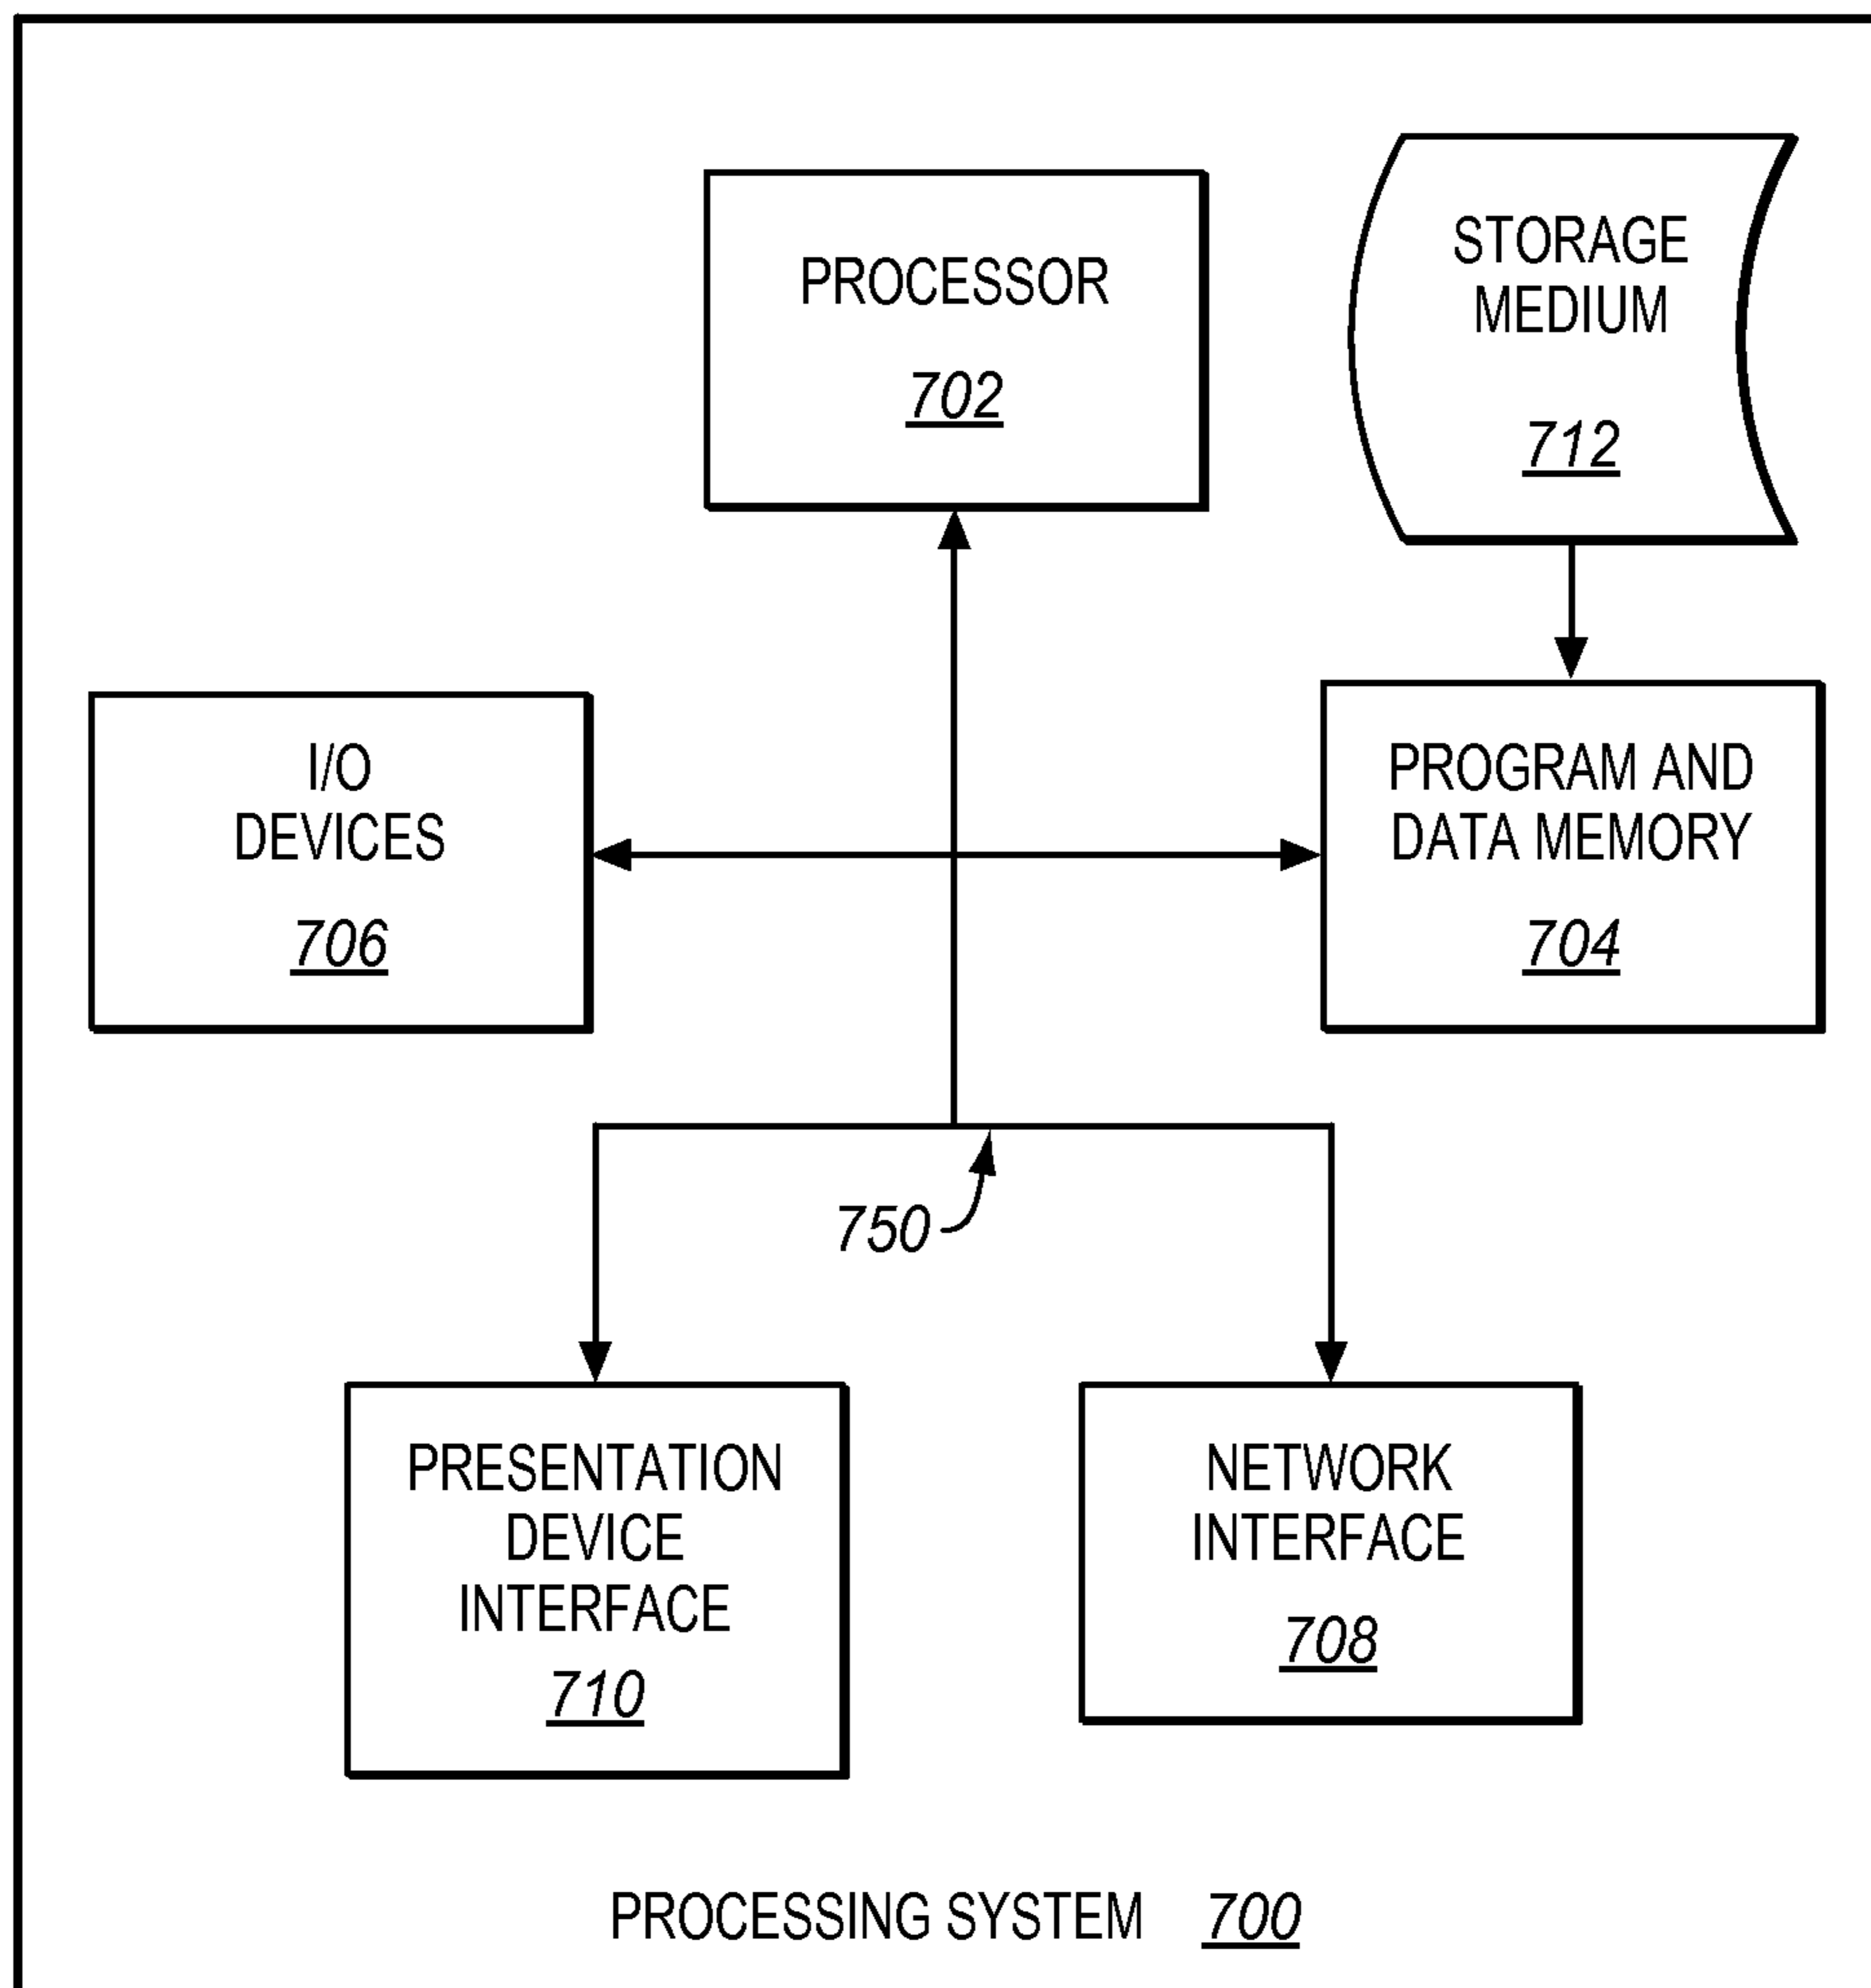 PROCESSOR
702
STORAGE
MEDIUM
712
I/O
DEVICES
706
PROGRAM AND
DATA MEMORY
704
750
PRESENTATION
DEVICE
INTERFACE
710
NETWORK
INTERFACE
708
PROCESSING SYSTEM 700